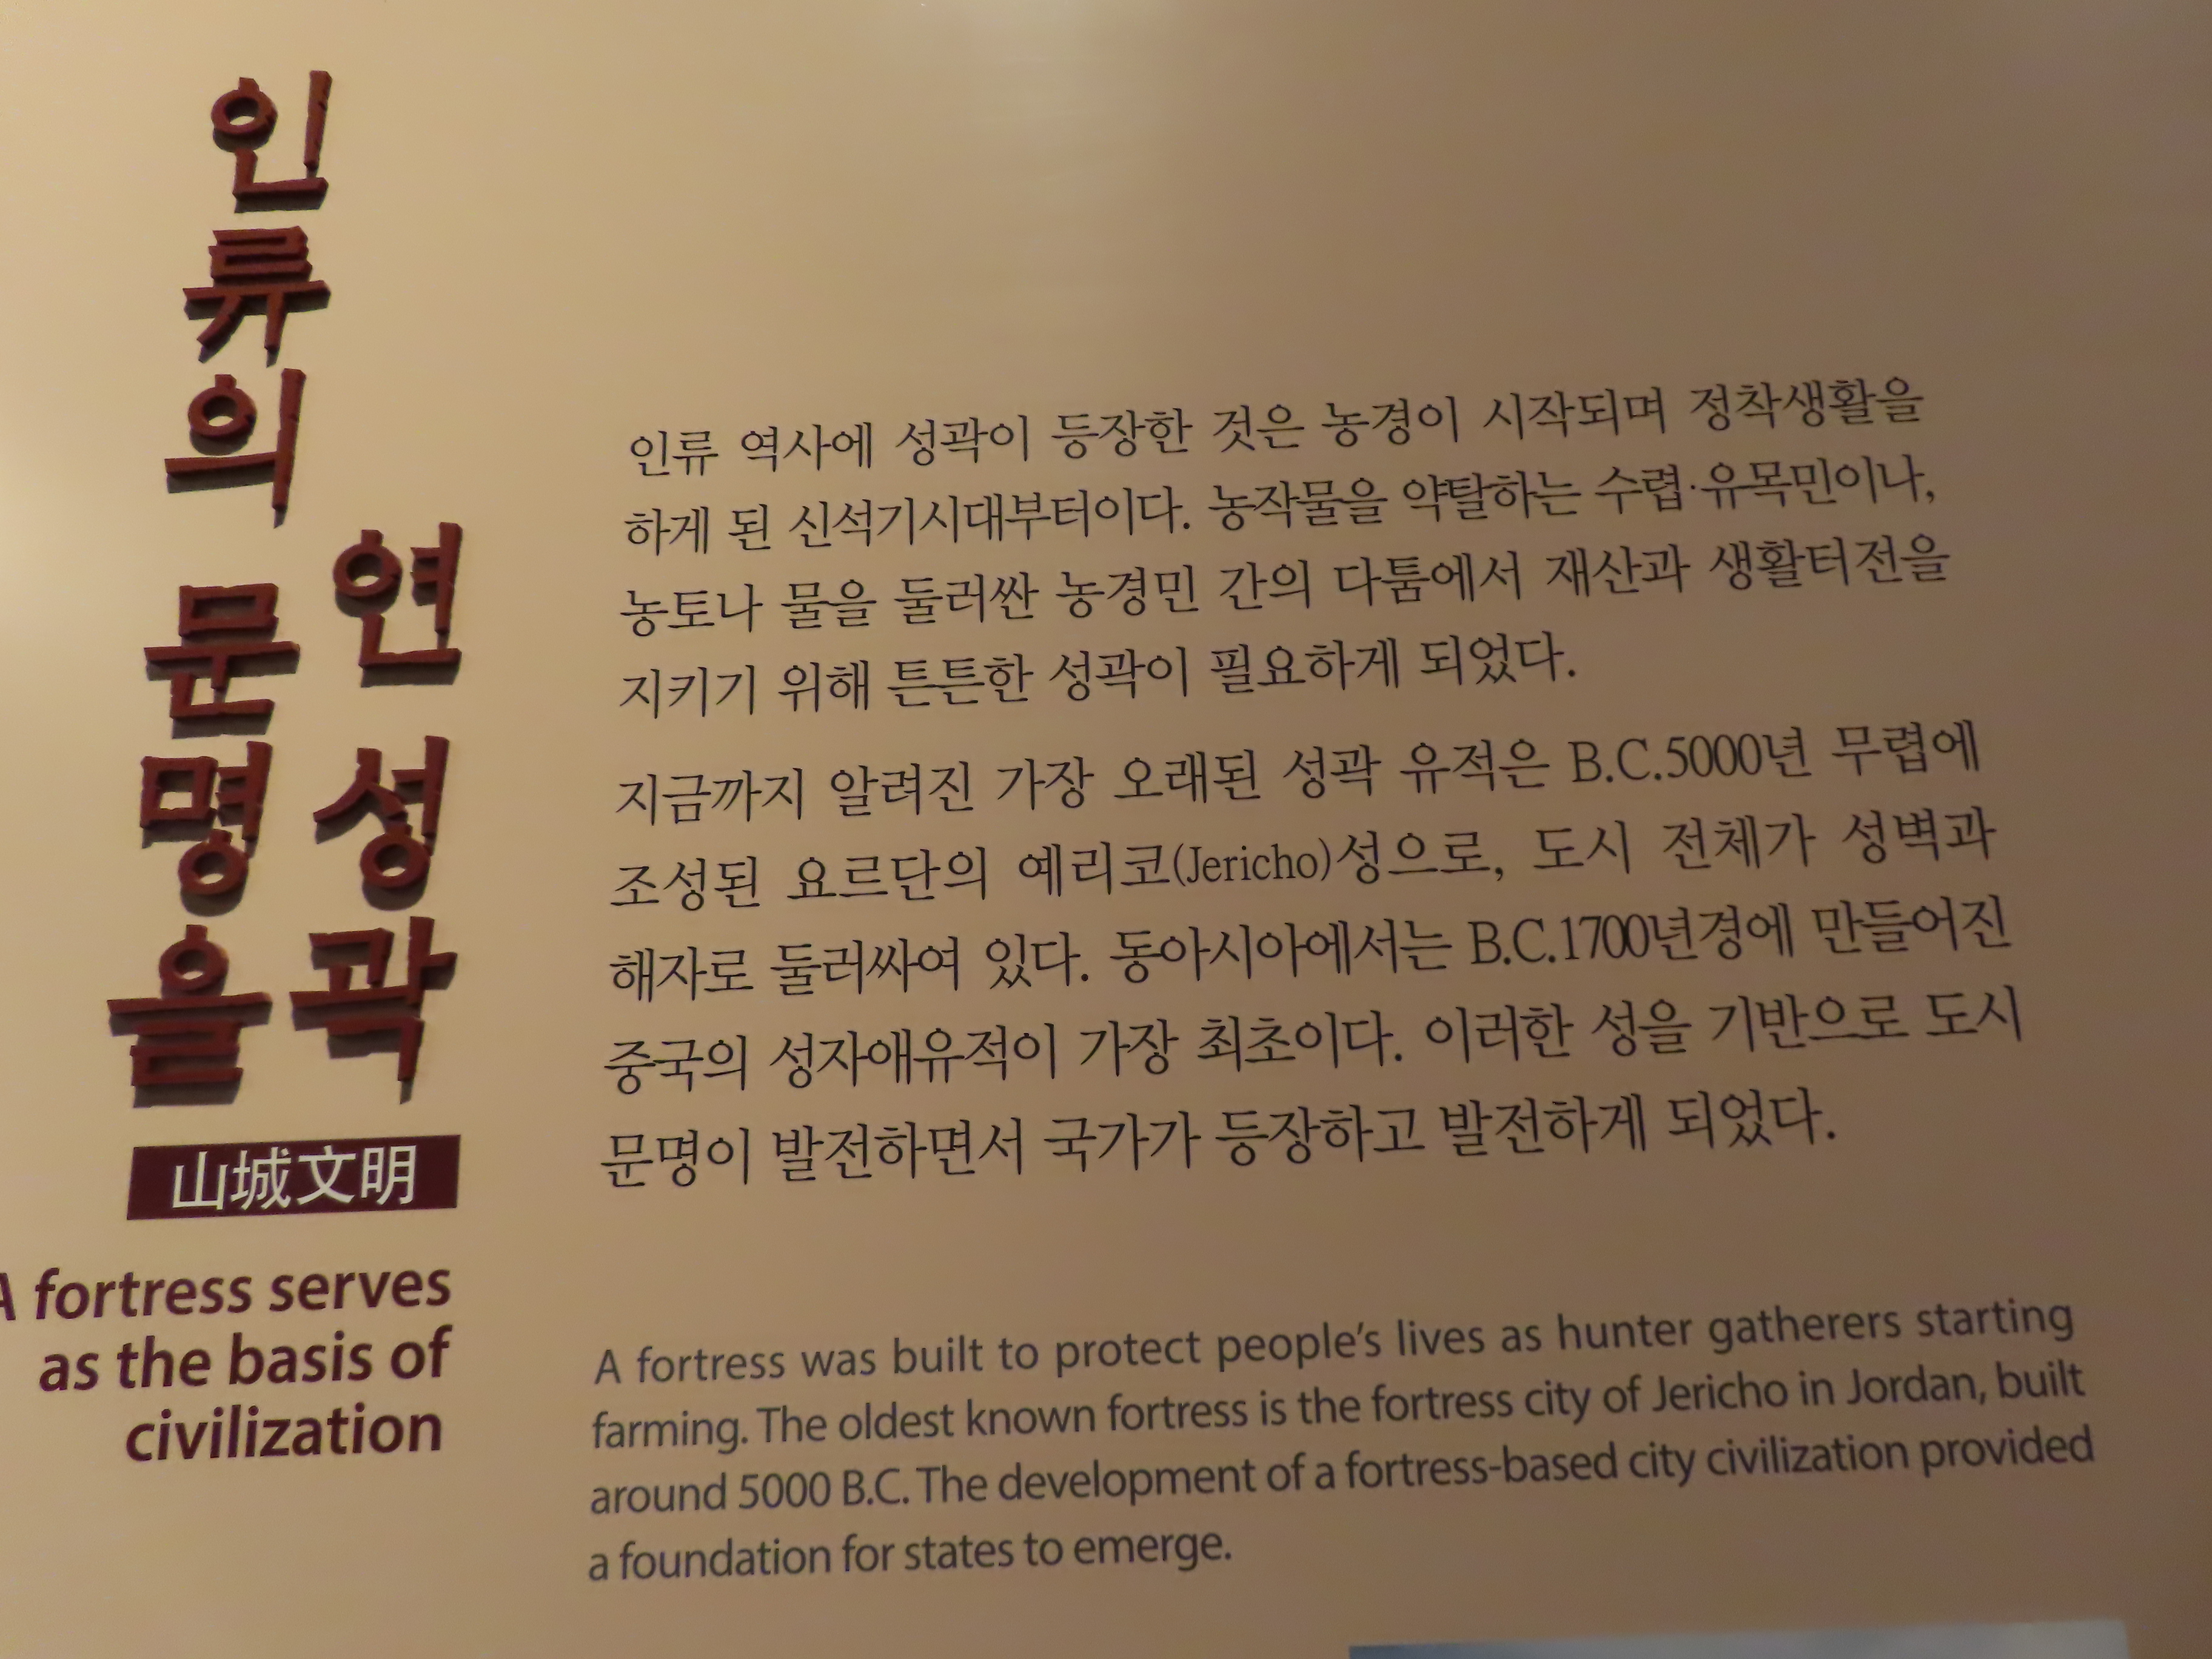 인류의
문명을
연
성곽
山城文明
A fortress serves
as the basis of
civilization
인류 역사에 성곽이 등장한 것은 농경이 시작되며 정착생활을
하게 된 신석기시대부터이다. 농작물을 약탈하는 수렵·유목민이나,
농토나 물을 둘러싼 농경민 간의 다툼에서 재산과 생활터전을
지키기 위해 튼튼한 성곽이 필요하게 되었다.
지금까지 알려진 가장 오래된 성곽 유적은 B.C.5000년 무렵에
조성된 요르단의 예리코(Jericho)성으로, 도시 전체가 성벽과
해자로 둘러싸여 있다. 동아시아에서는 B.C.1700년경에 만들어진
중국의 성자애유적이 가장 최초이다. 이러한 성을 기반으로 도시
문명이 발전하면서 국가가 등장하고 발전하게 되었다.
A fortress was built to protect people's lives as hunter gatherers starting
farming. The oldest known fortress is the fortress city of Jericho in Jordan, built
around 5000 B.C. The development of a fortress-based city civilization provided
a foundation for states to emerge.